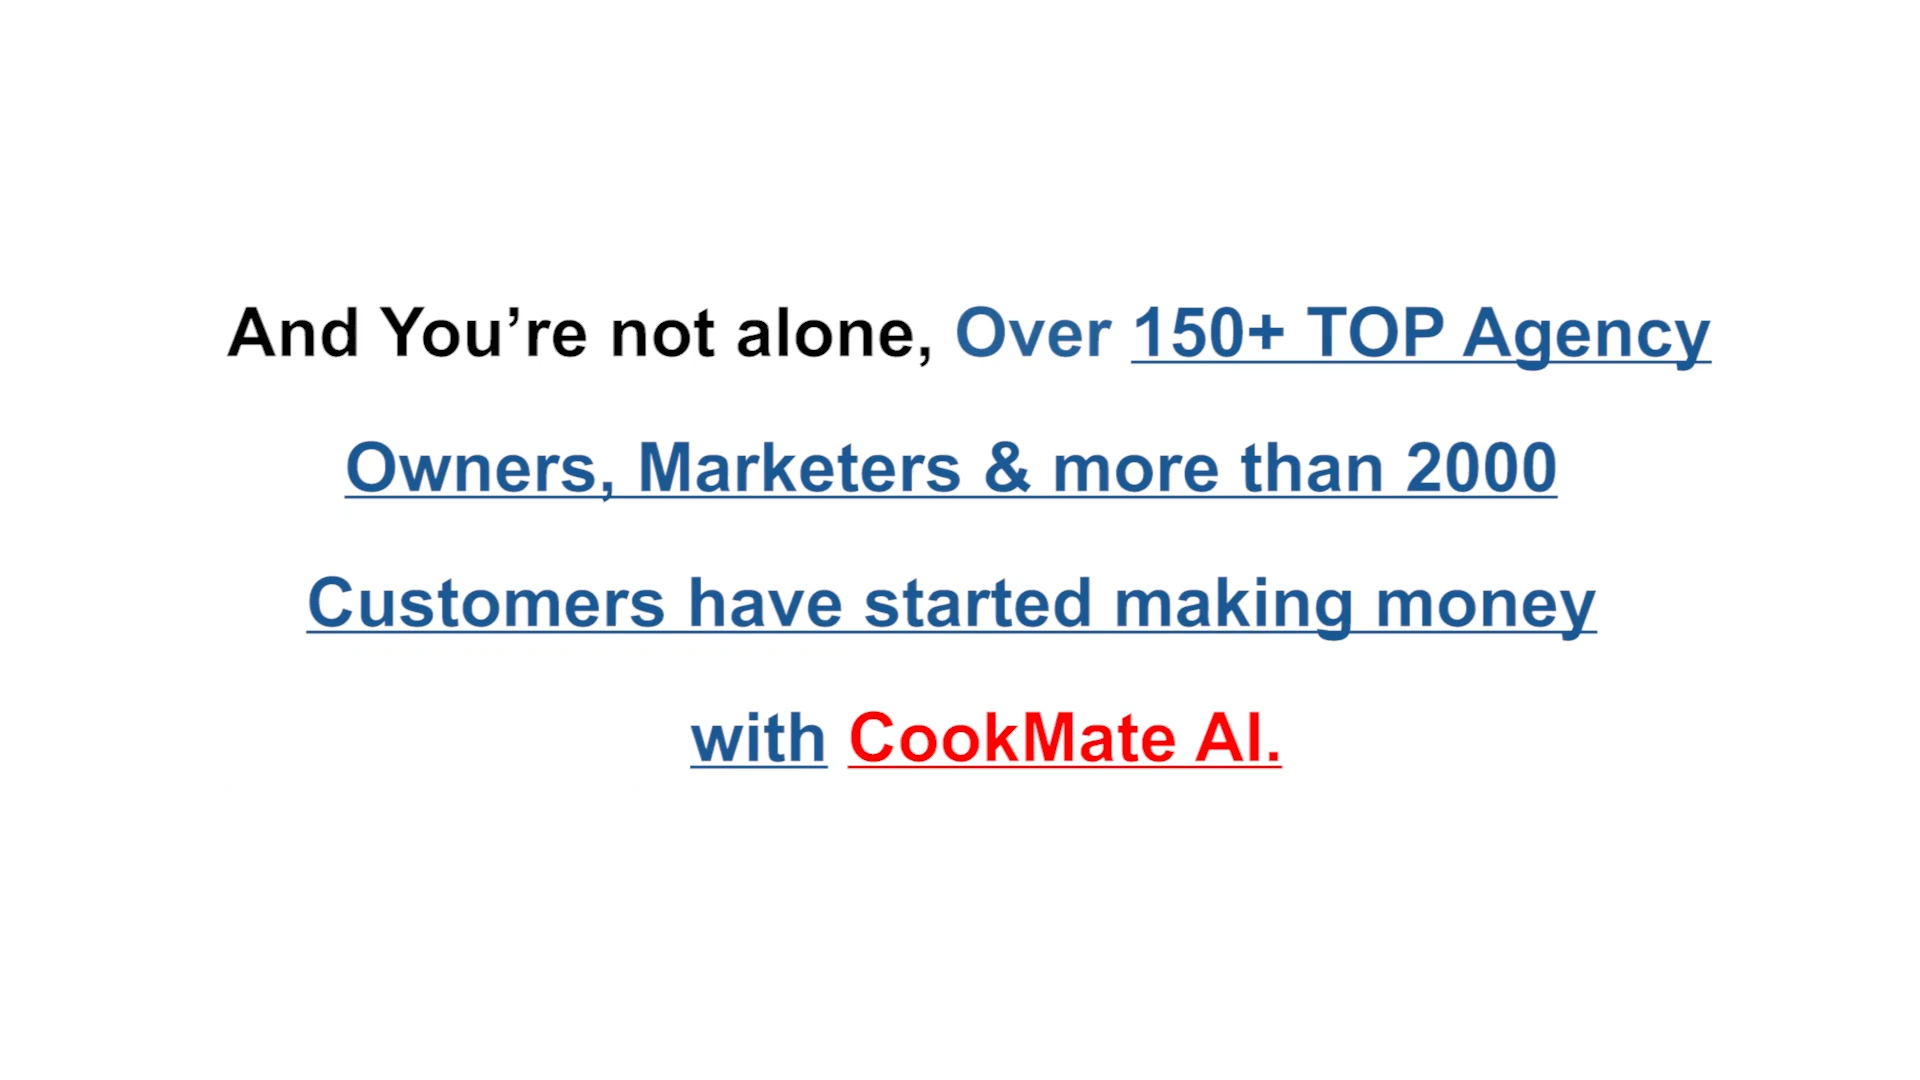 And You’re not alone, Over 150+ TOP Agency
Owners, Marketers & more than 2000
Customers have started making money
with CookMate AI.